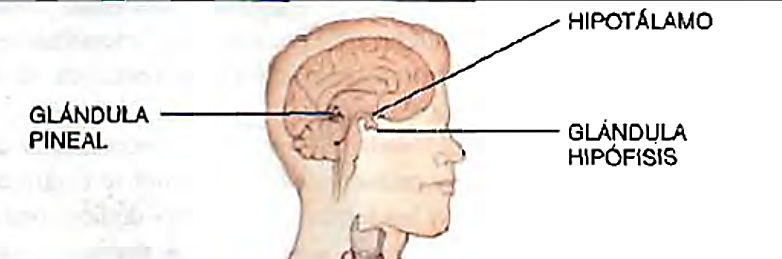 HIPOTÁLAMO
GLÁNDULA
PINEAL
GLÁNDULA
HIPÓFISIS